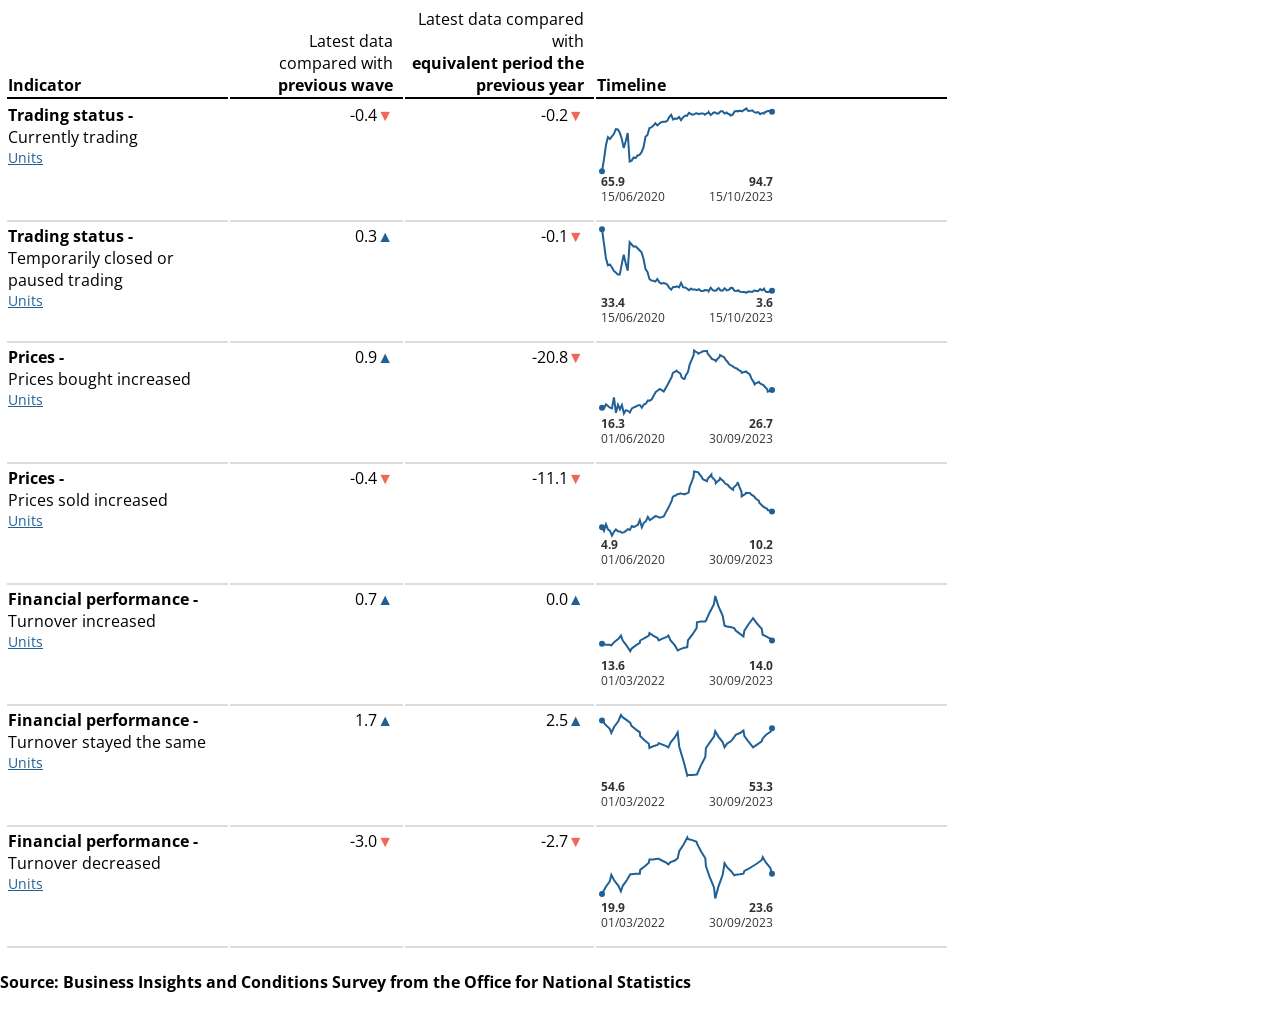 Indicator
Latest data
compared with
previous wave
Latest data compared
with
equivalent period the
previous year
Timeline
Trading status -
Currently trading
Units
-0.4▼
-0.2▼
65.9
15/06/2020
94.7
15/10/2023
Trading status -
Temporarily closed or
paused trading
Units
0.3▲
-0.1▼
33.4
15/06/2020
3.6
15/10/2023
Prices -
Prices bought increased
Units
0.9▲
-20.8▼
16.3
01/06/2020
26.7
30/09/2023
Prices -
Prices sold increased
Units
-0.4▼
-11.1▼
4.9
01/06/2020
10.2
30/09/2023
Financial performance -
Turnover increased
Units
0.7▲
0.0▲
13.6
01/03/2022
14.0
30/09/2023
Financial performance -
Turnover stayed the same
Units
1.7▲
2.5▲
54.6
01/03/2022
53.3
30/09/2023
Financial performance -
Turnover decreased
Units
-3.0▼
-2.7▼
19.9
01/03/2022
23.6
30/09/2023
Source: Business Insights and Conditions Survey from the Office for National Statistics